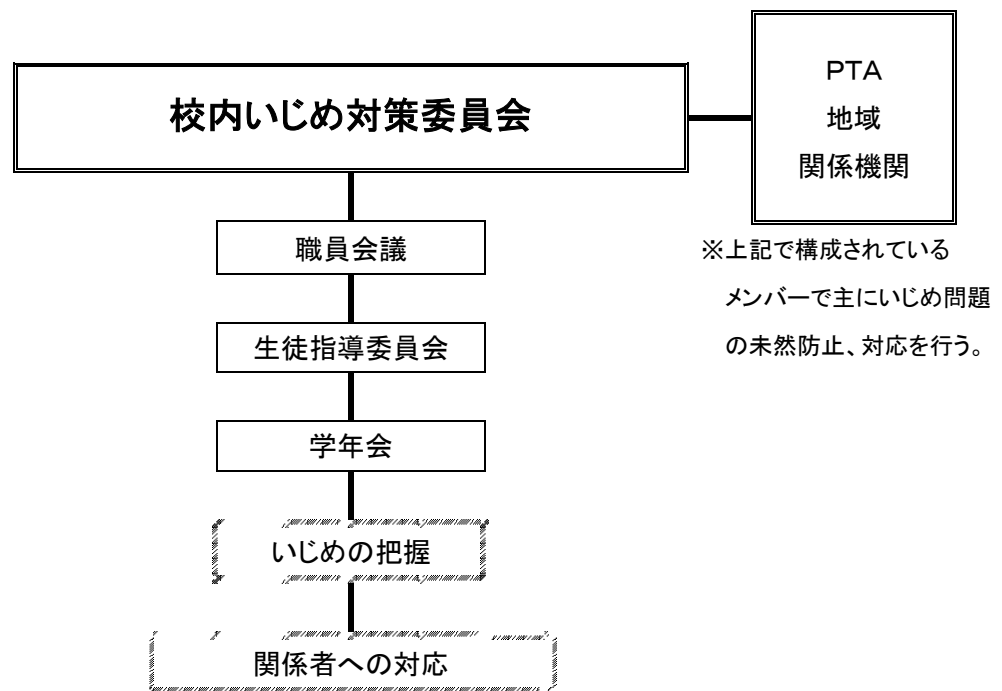 校内いじめ対策委員会
ＰＴＡ
地域
関係機関
※上記で構成されている
メンバーで主にいじめ問題
の未然防止、対応を行う。
職員会議
生徒指導委員会
学年会
いじめの把握
関係者への対応